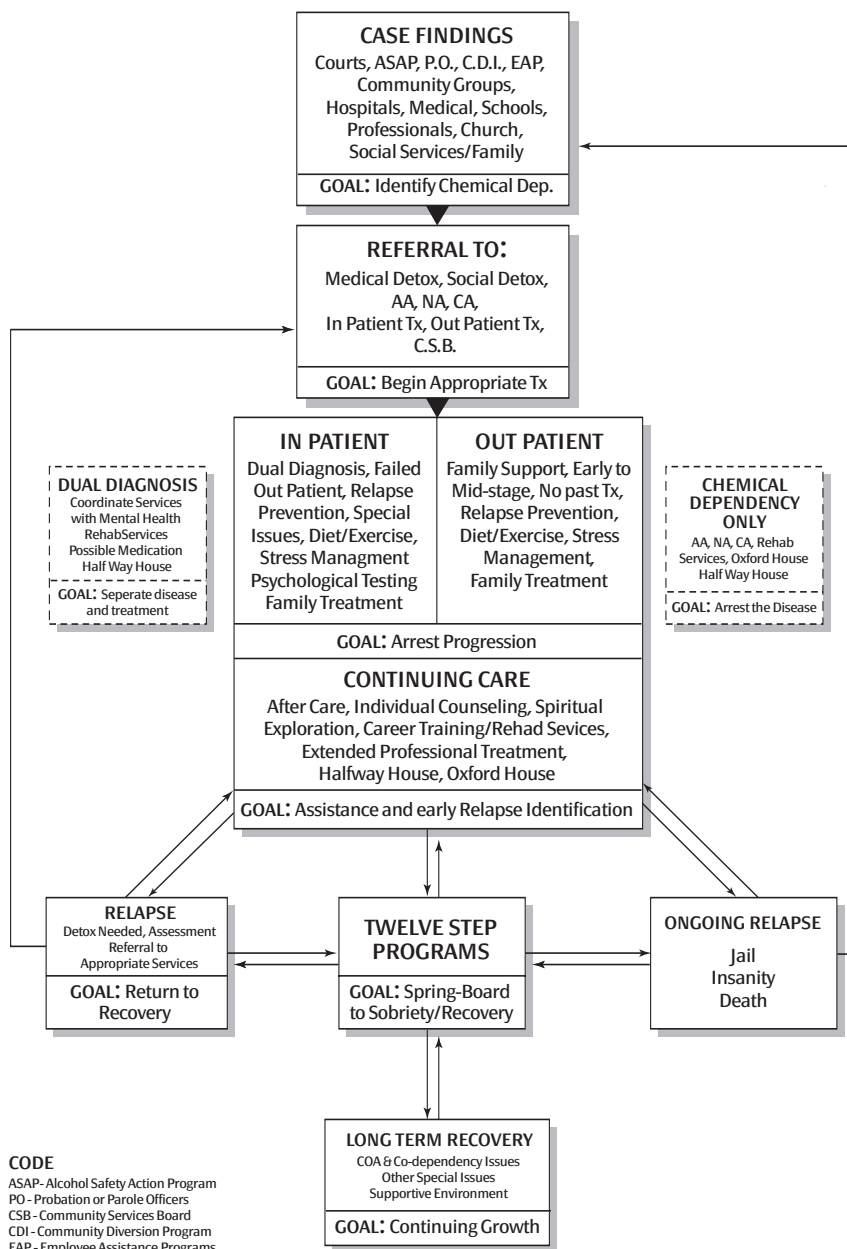 CASE FINDINGS
Courts, ASAP, P.O., C.D.I., EAP,
Community Groups,
Hospitals, Medical, Schools,
Professionals, Church,
Social Services/Family
GOAL: Identify Chemical Dep.
REFERRAL TO:
Medical Detox, Social Detox,
AA, NA, CA,
In Patient Tx, Out Patient Tx,
C.S.B.
GOAL: Begin Appropriate Tx
DUAL DIAGNOSIS
Coordinate Services
with Mental Health
RehabServices
Possible Medication
Half Way House
GOAL: Seperate disease
and treatment
IN PATIENT
Dual Diagnosis, Failed
Out Patient, Relapse
Prevention, Special
Issues, Diet/Exercise,
Stress Managment
Psychological Testing
Family Treatment
OUT PATIENT
Family Support, Early to
Mid-stage, No past Tx,
Relapse Prevention,
Diet/Exercise, Stress
Management,
Family Treatment
CHEMICAL
DEPENDENCY
ONLY
AA, NA, CA, Rehab
Services, Oxford House
Half Way House
GOAL: Arrest the Disease
GOAL: Arrest Progression
CONTINUING CARE
After Care, Individual Counseling, Spiritual
Exploration, Career Training/Rehad Sevices,
Extended Professional Treatment,
Halfway House, Oxford House
GOAL: Assistance and early Relapse Identification
RELAPSE
Detox Needed, Assessment
Referral to
Appropriate Services
GOAL: Return to
Recovery
TWELVE STEP
PROGRAMS
GOAL: Spring-Board
to Sobriety/Recovery
ONGOING RELAPSE
Jail
Insanity
Death
LONG TERM RECOVERY
COA & Co-dependency Issues
Other Special Issues
Supportive Environment
GOAL: Continuing Growth
CODE
ASAP- Alcohol Safety Action Program
PO - Probation or Parole Officers
CSB - Community Services Board
CDI - Community Diversion Program
EAP - Employee Assistance Programs